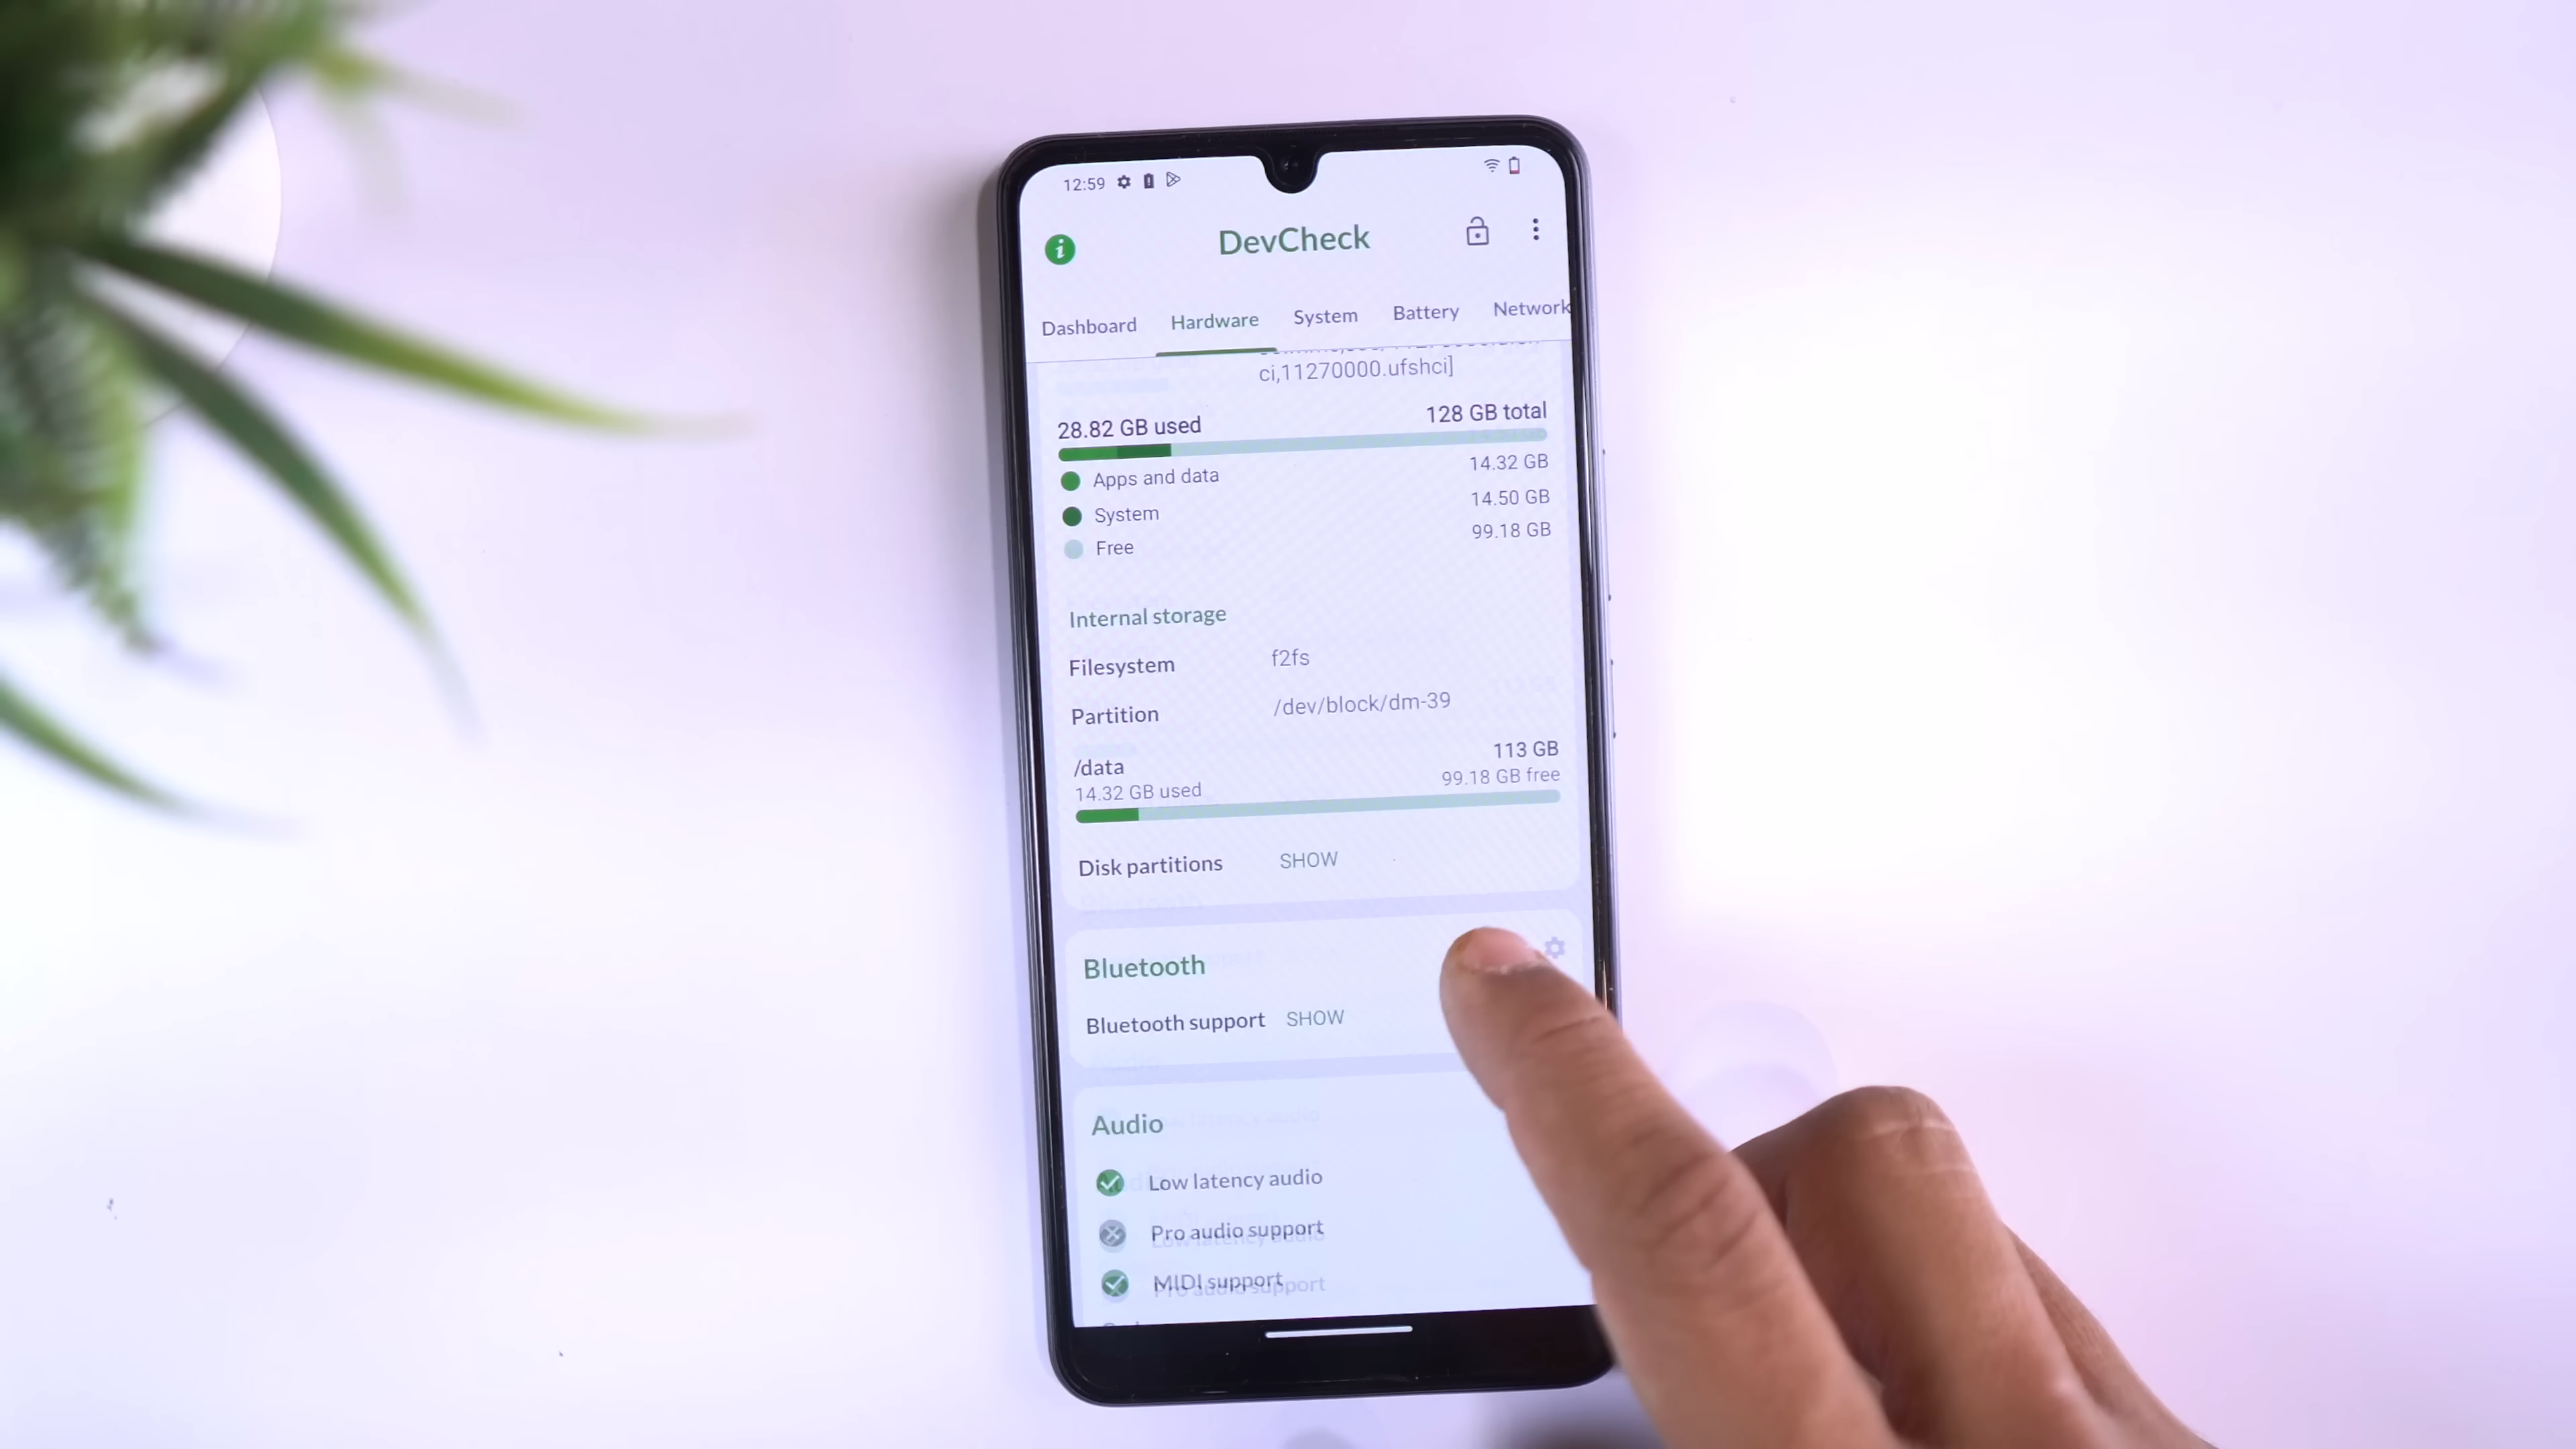 12:59
DevCheck
Dashboard Hardware System Battery Network
ci,11270000.ufshci]
28.82 GB used 128 GB total
Apps and data 14.32 GB
System 14.50 GB
Free 99.18 GB
Internal storage
Filesystem f2fs
Partition /dev/block/dm-39
/data 113 GB
14.32 GB used 99.18 GB free
Disk partitions SHOW
Bluetooth
Bluetooth support SHOW
Audio
Low latency audio
Pro audio support
MIDI support